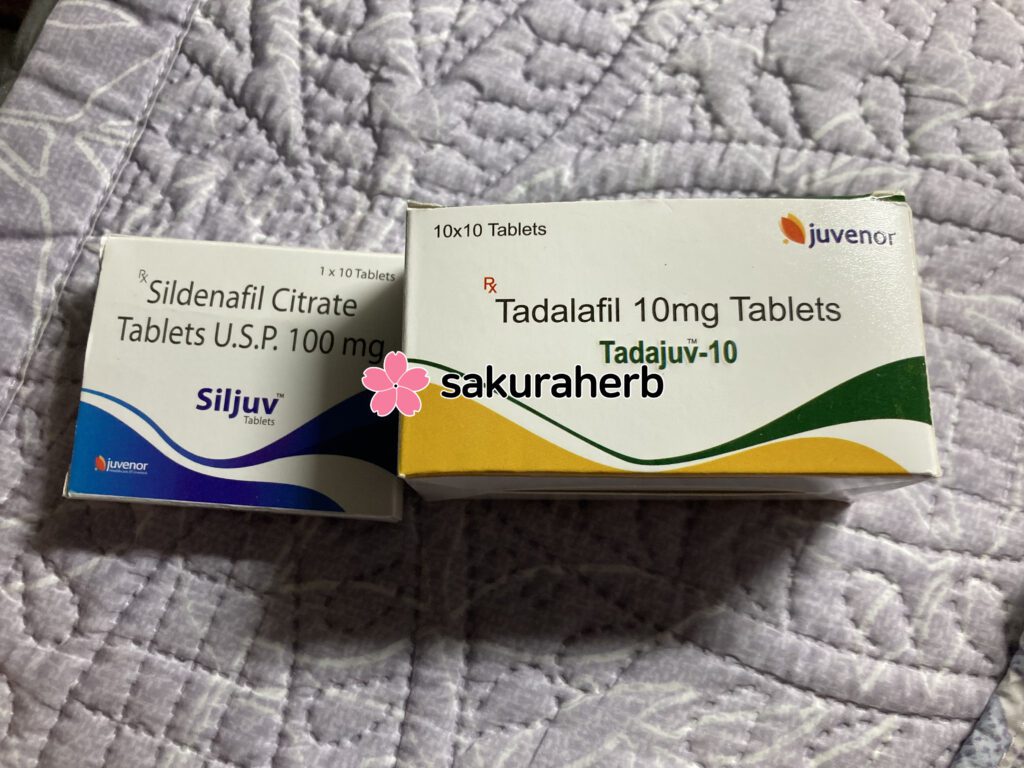 1 x 10 Tablets
Rx
Sildenafil Citrate
Tablets U.S.P. 100 mg
Siljuv™
Tablets
juvenor
10x10 Tablets
juvenor
Rx
Tadalafil 10mg Tablets
Tadajuv™-10
sakuraherb